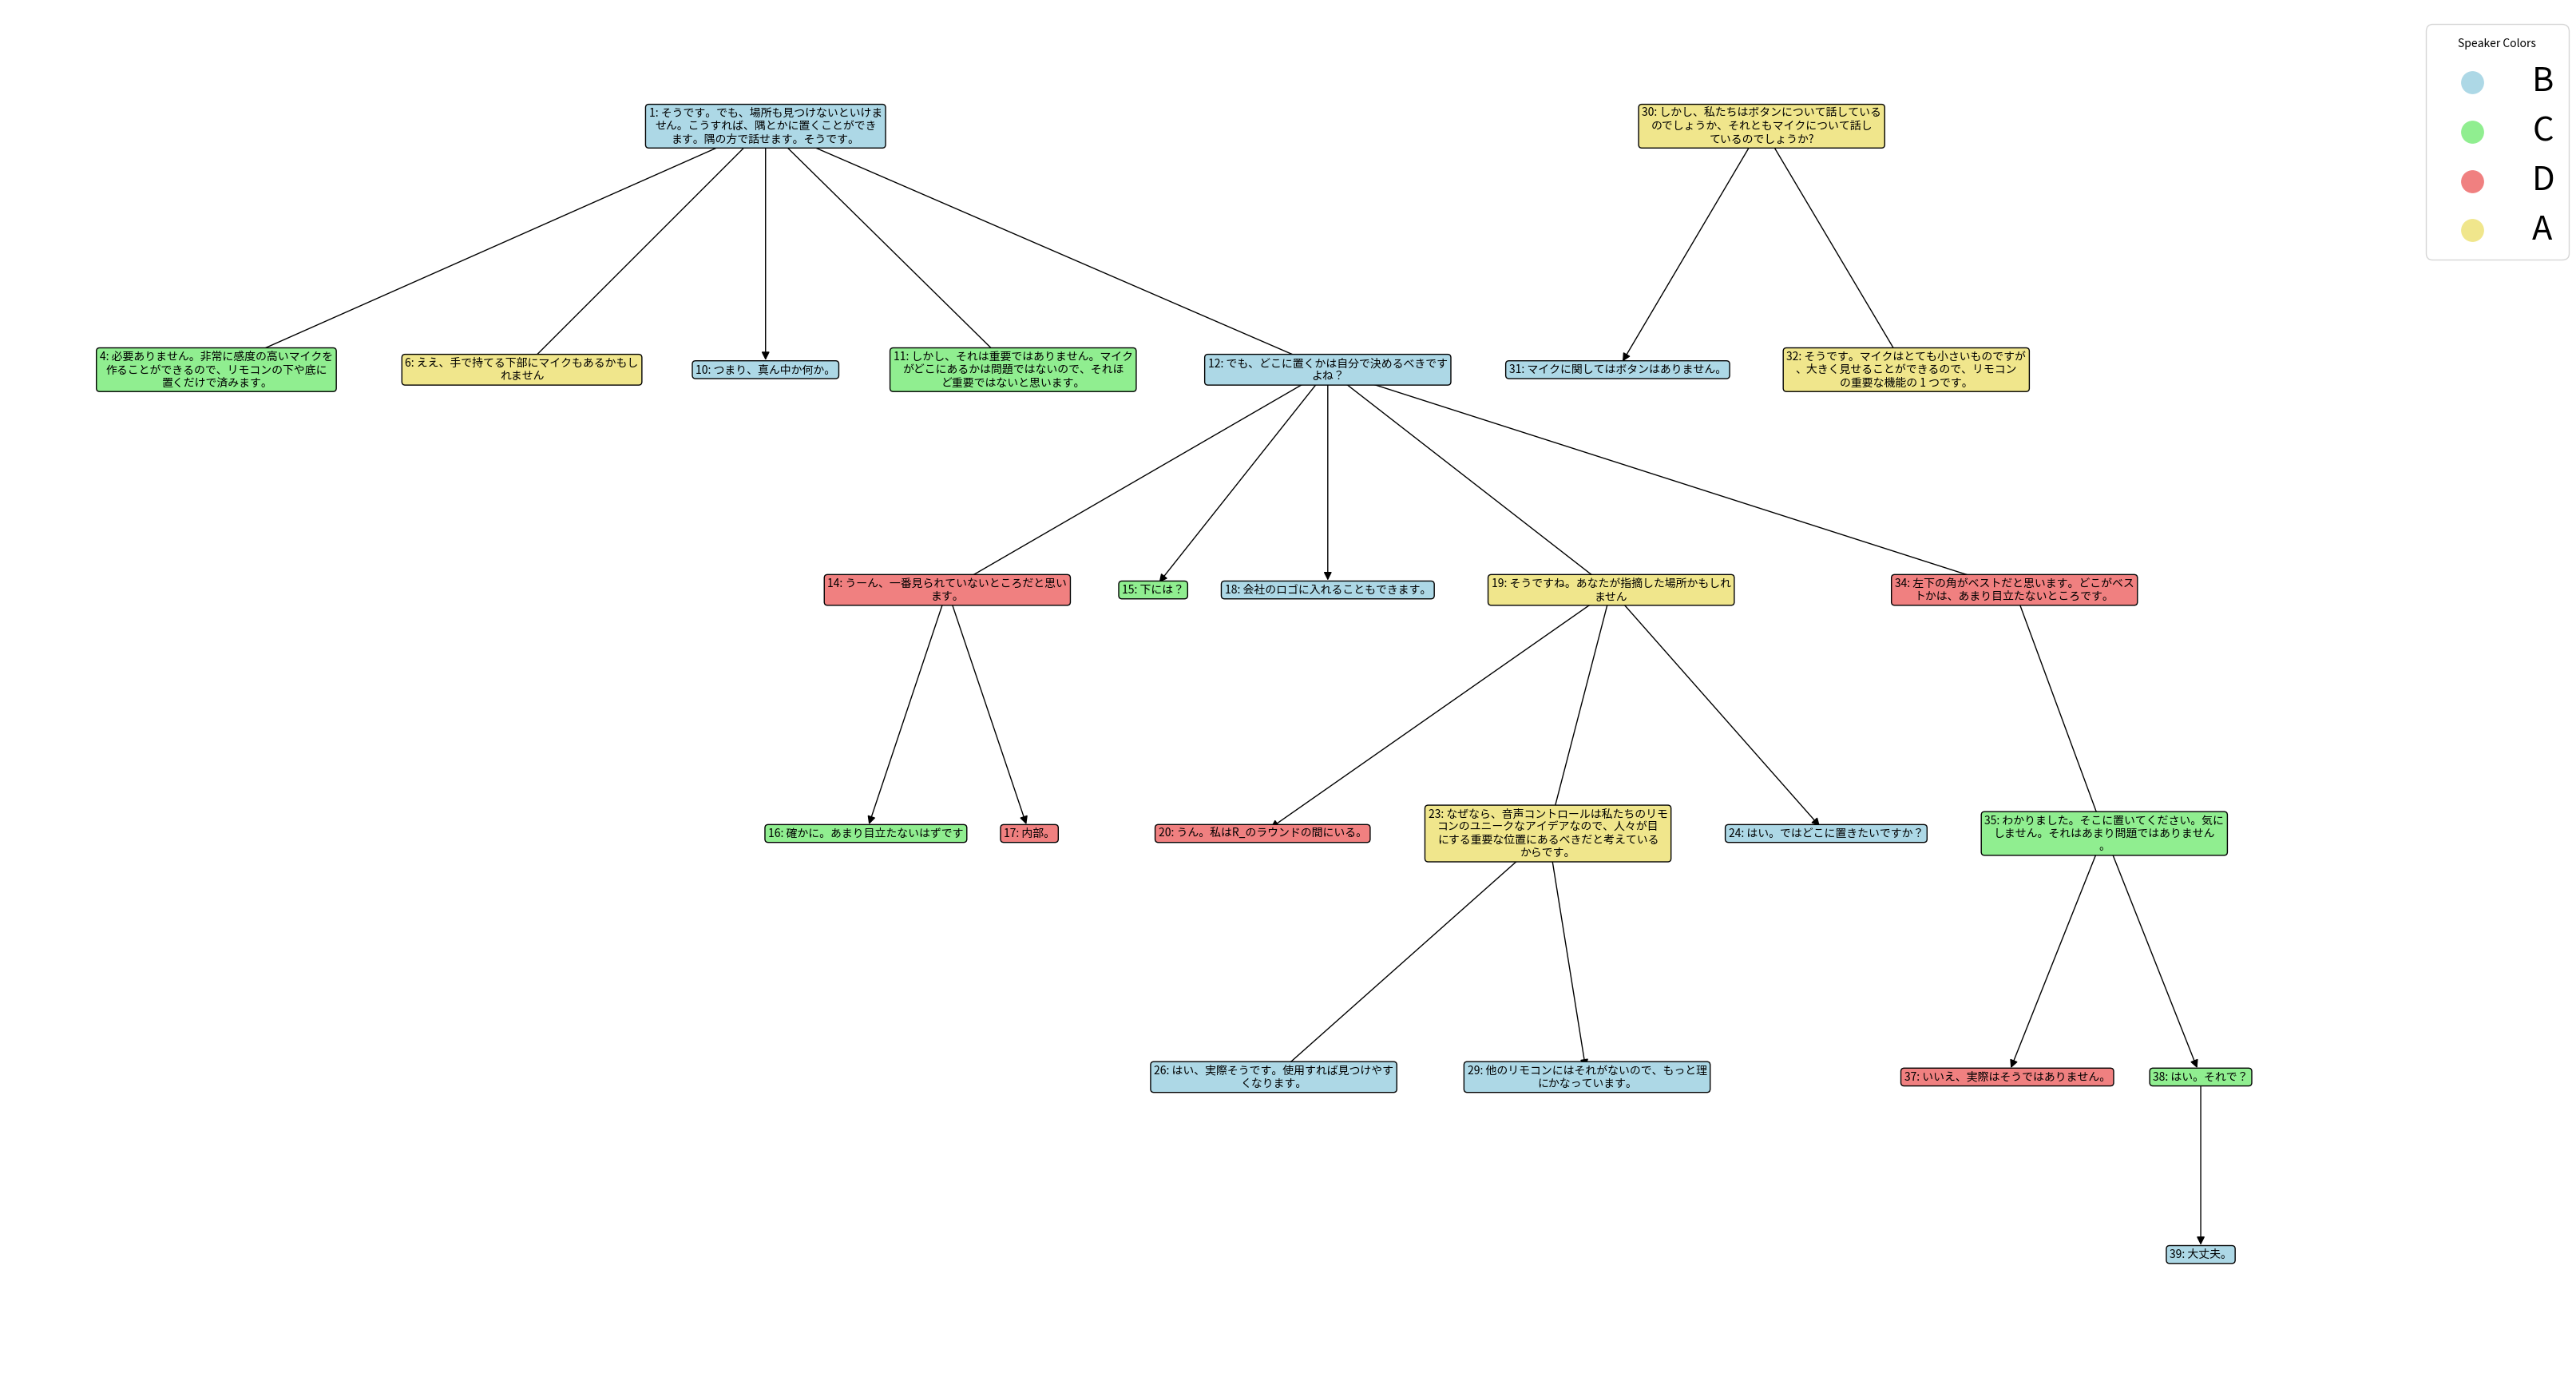 Speaker Colors
B
C
D
A
1: そうです。でも、場所も見つけないといけま
せん。こうすれば、隅とかに置くことができ
ます。隅の方で話せます。そうです。
30: しかし、私たちはボタンについて話している
のでしょうか、それともマイクについて話し
ているのでしょうか?
4: 必要ありません。非常に感度の高いマイクを
作ることができるので、リモコンの下や底に
置くだけで済みます。
6: ええ、手で持てる下部にマイクもあるかもし
れません
10: つまり、真ん中か何か。
11: しかし、それは重要ではありません。マイク
がどこにあるかは問題ではないので、それほ
ど重要ではないと思います。
12: でも、どこに置くかは自分で決めるべきです
よね？
31: マイクに関してはボタンはありません。
32: そうです。マイクはとても小さいものですが
、大きく見せることができるので、リモコン
の重要な機能の 1 つです。
14: うーん、一番見られていないところだと思い
ます。
15: 下には？
18: 会社のロゴに入れることもできます。
19: そうですね。あなたが指摘した場所かもしれ
ません
34: 左下の角がベストだと思います。どこがベス
トかは、あまり目立たないところです。
16: 確かに。あまり目立たないはずです
17: 内部。
20: うん。私はR_のラウンドの間にいる。
23: なぜなら、音声コントロールは私たちのリモ
コンのユニークなアイデアなので、人々が目
にする重要な位置にあるべきだと考えている
からです。
24: はい。ではどこに置きたいですか？
35: わかりました。そこに置いてください。気に
しません。それはあまり問題ではありません
。
26: はい、実際そうです。使用すれば見つけやす
くなります。
29: 他のリモコンにはそれがないので、もっと理
にかなっています。
37: いいえ、実際はそうではありません。
38: はい。それで？
39: 大丈夫。